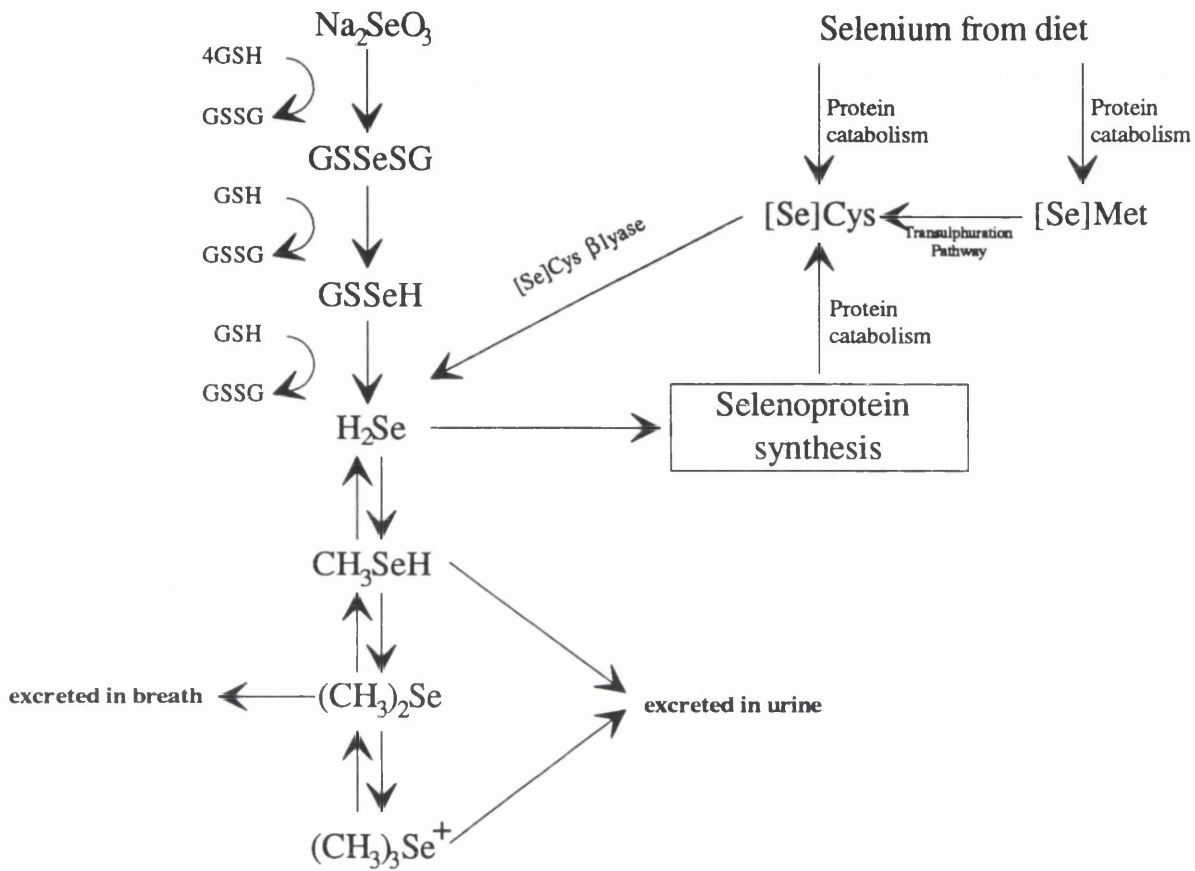 Na₂SeO₃
4GSH
GSSG
GSSeSG
GSH
GSSG
GSSeH
GSH
GSSG
H₂Se
CH₃SeH
(CH₃)₂Se
excreted in breath
(CH₃)₃Se⁺
excreted in urine
Selenium from diet
Protein
catabolism
Protein
catabolism
[Se]Cys
[Se]Met
Transulphuration
Pathway
[Se]Cys βlyase
Protein
catabolism
Selenoprotein
synthesis